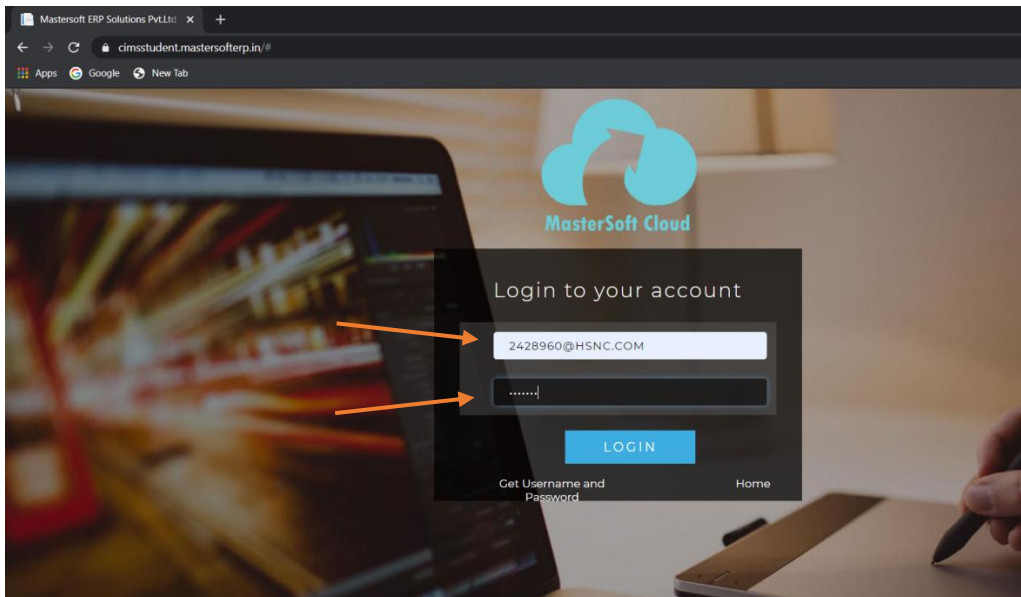 Mastersoft ERP Solutions Pvt.Ltd
cimsstudent.mastersofterp.in/#
Apps Google New Tab
MasterSoft Cloud
Login to your account
2428960@HSNC.COM
.......
LOGIN
Get Username and Home
Password